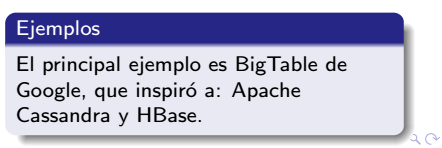 Ejemplos
El principal ejemplo es BigTable de
Google, que inspiró a: Apache
Cassandra y HBase.